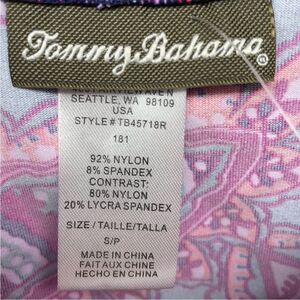 Tommy Bahama
SEATTLE, WA 98109
USA
STYLE#TB45718R
181
92% NYLON
8% SPANDEX
CONTRAST:
80% NYLON
20% LYCRA SPANDEX
SIZE/TAILLE/TALLA
S/P
MADE IN CHINA
FAIT AUX CHINE
HECHO EN CHINA